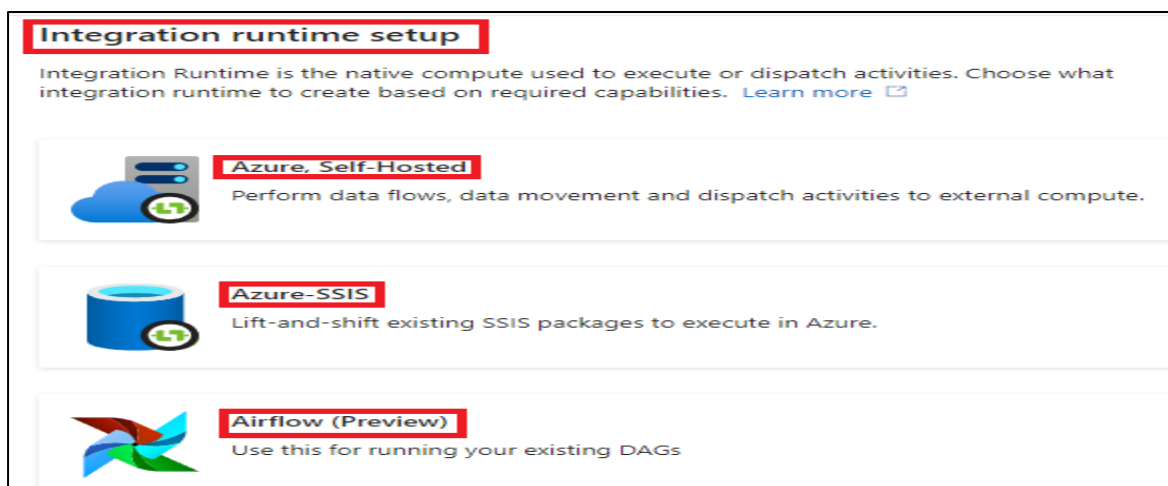 Integration runtime setup
Integration Runtime is the native compute used to execute or dispatch activities. Choose what
integration runtime to create based on required capabilities. Learn more
Azure, Self-Hosted
Perform data flows, data movement and dispatch activities to external compute.
Azure-SSIS
Lift-and-shift existing SSIS packages to execute in Azure.
Airflow (Preview)
Use this for running your existing DAGs